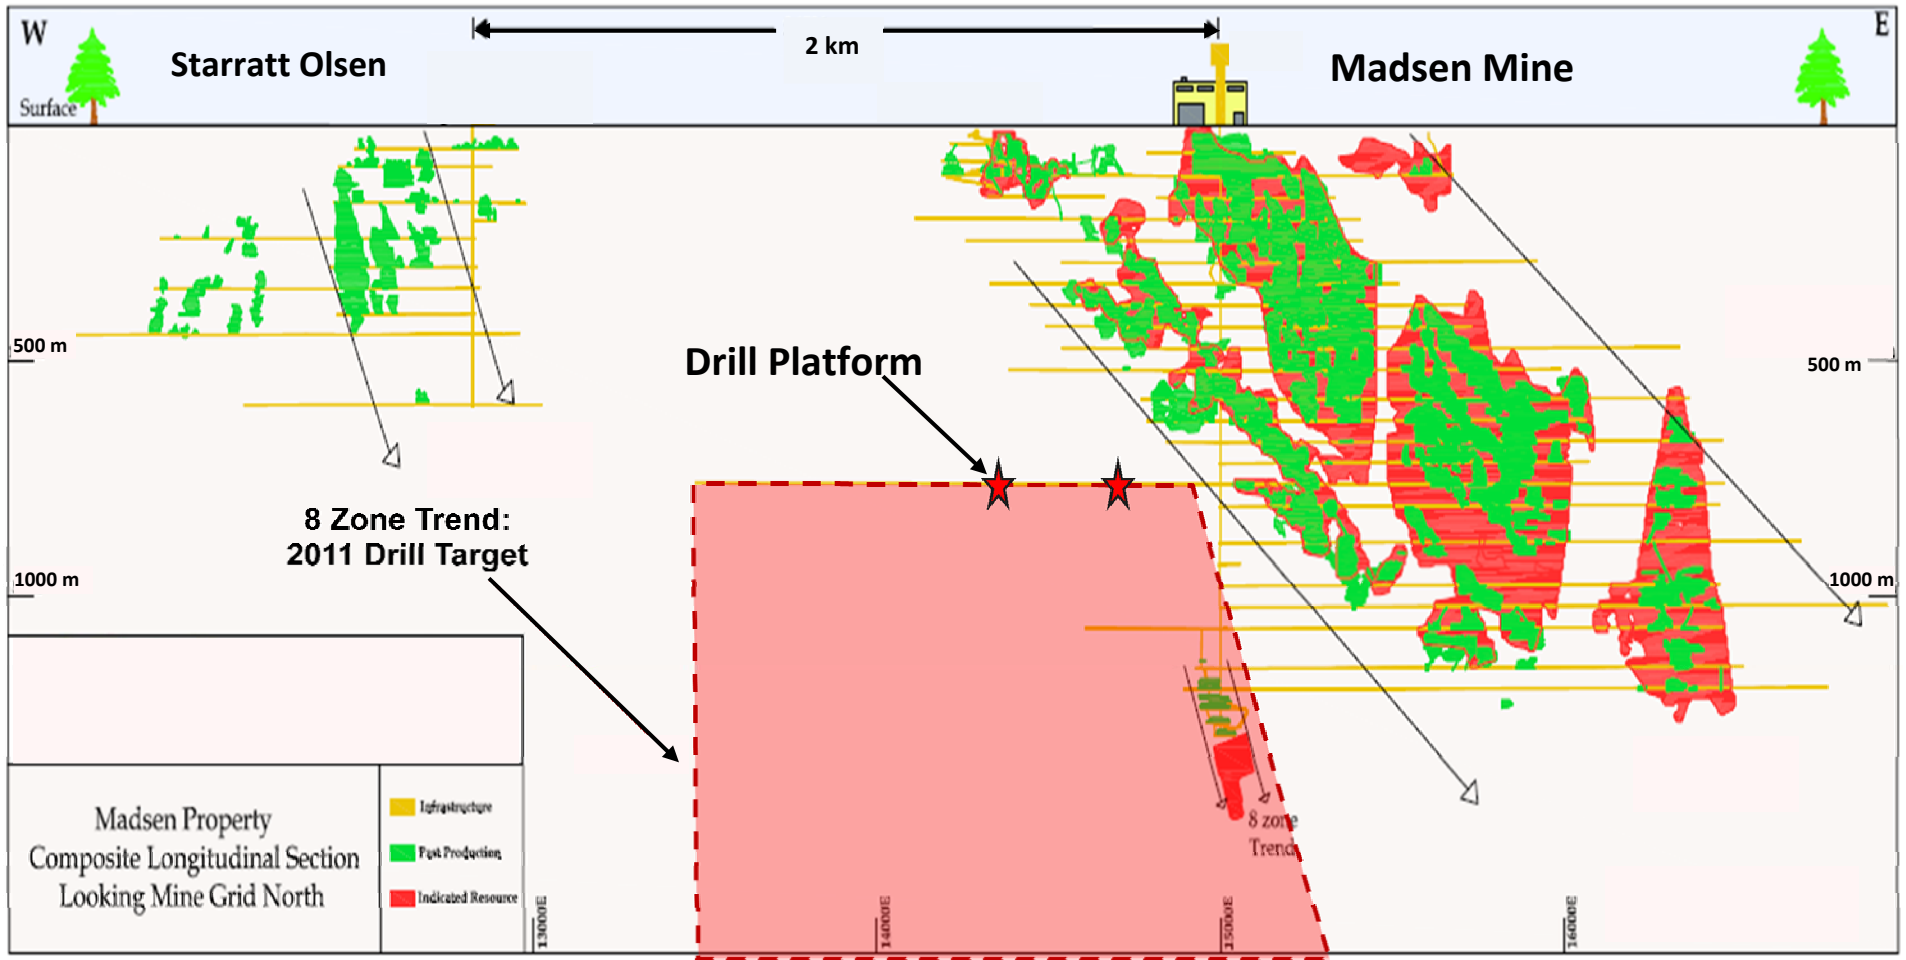 W
E
2 km
Starratt Olsen
Madsen Mine
Surface
500 m
Drill Platform
500 m
8 Zone Trend:
2011 Drill Target
1000 m
1000 m
8 zone
Trend
Madsen Property
Composite Longitudinal Section
Looking Mine Grid North
Infrastructure
Past Production
Indicated Resource
13000E
14000E
15000E
16000E